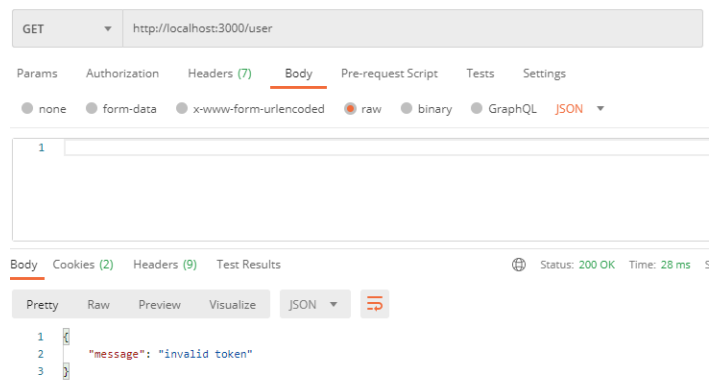 GET http://localhost:3000/user
Params Authorization Headers (7) Body Pre-request Script Tests Settings
none form-data x-www-form-urlencoded raw binary GraphQL JSON
1
Body Cookies (2) Headers (9) Test Results Status: 200 OK Time: 28 ms S
Pretty Raw Preview Visualize JSON
1 {
2 "message": "invalid token"
3 }